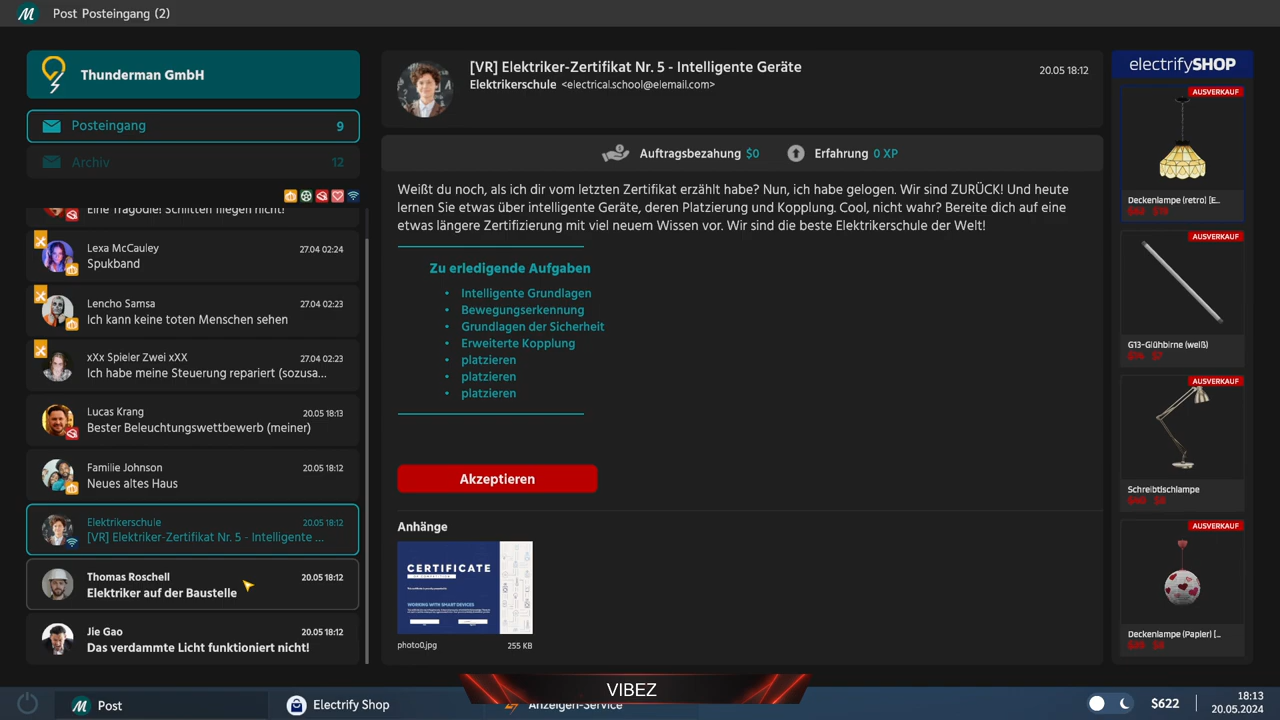 Post Posteingang (2)
Thunderman GmbH
Posteingang 9
Archiv 12
Eine Tragödie! Schlitten fliegen nicht!
Lexa McCauley 27.04 02:24
Spukband
Lencho Samsa 27.04 02:23
Ich kann keine toten Menschen sehen
xXx Spieler Zwei xXX 27.04 02:23
Ich habe meine Steuerung repariert (sozusa...
Lucas Krang 20.05 18:13
Bester Beleuchtungswettbewerb (meiner)
Familie Johnson 20.05 18:12
Neues altes Haus
Elektrikerschule 20.05 18:12
[VR] Elektriker-Zertifikat Nr. 5 - Intelligente ...
Thomas Roschell 20.05 18:12
Elektriker auf der Baustelle
Jie Gao 20.05 18:12
Das verdammte Licht funktioniert nicht!
[VR] Elektriker-Zertifikat Nr. 5 - Intelligente Geräte 20.05 18:12
Elektrikerschule <electrical.school@elemail.com>
Auftragsbezahlung $0 Erfahrung 0 XP
Weißt du noch, als ich dir vom letzten Zertifikat erzählt habe? Nun, ich habe gelogen. Wir sind ZURÜCK! Und heute
lernen Sie etwas über intelligente Geräte, deren Platzierung und Kopplung. Cool, nicht wahr? Bereite dich auf eine
etwas längere Zertifizierung mit viel neuem Wissen vor. Wir sind die beste Elektrikerschule der Welt!
Zu erledigende Aufgaben
• Intelligente Grundlagen
• Bewegungserkennung
• Grundlagen der Sicherheit
• Erweiterte Kopplung
• platzieren
• platzieren
• platzieren
Akzeptieren
Anhänge
CERTIFICATE
WORKING WITH SMART DEVICES
photo0.jpg 255 KB
electrifySHOP
AUSVERKAUF
Deckenlampe (retro) [E...
AUSVERKAUF
G13-Glühbirne (weiß)
AUSVERKAUF
Schreibtischlampe
AUSVERKAUF
Deckenlampe (Papier) [...
VIBEZ
Post
Electrify Shop
Anzeigen-Service
$622
18:13
20.05.2024